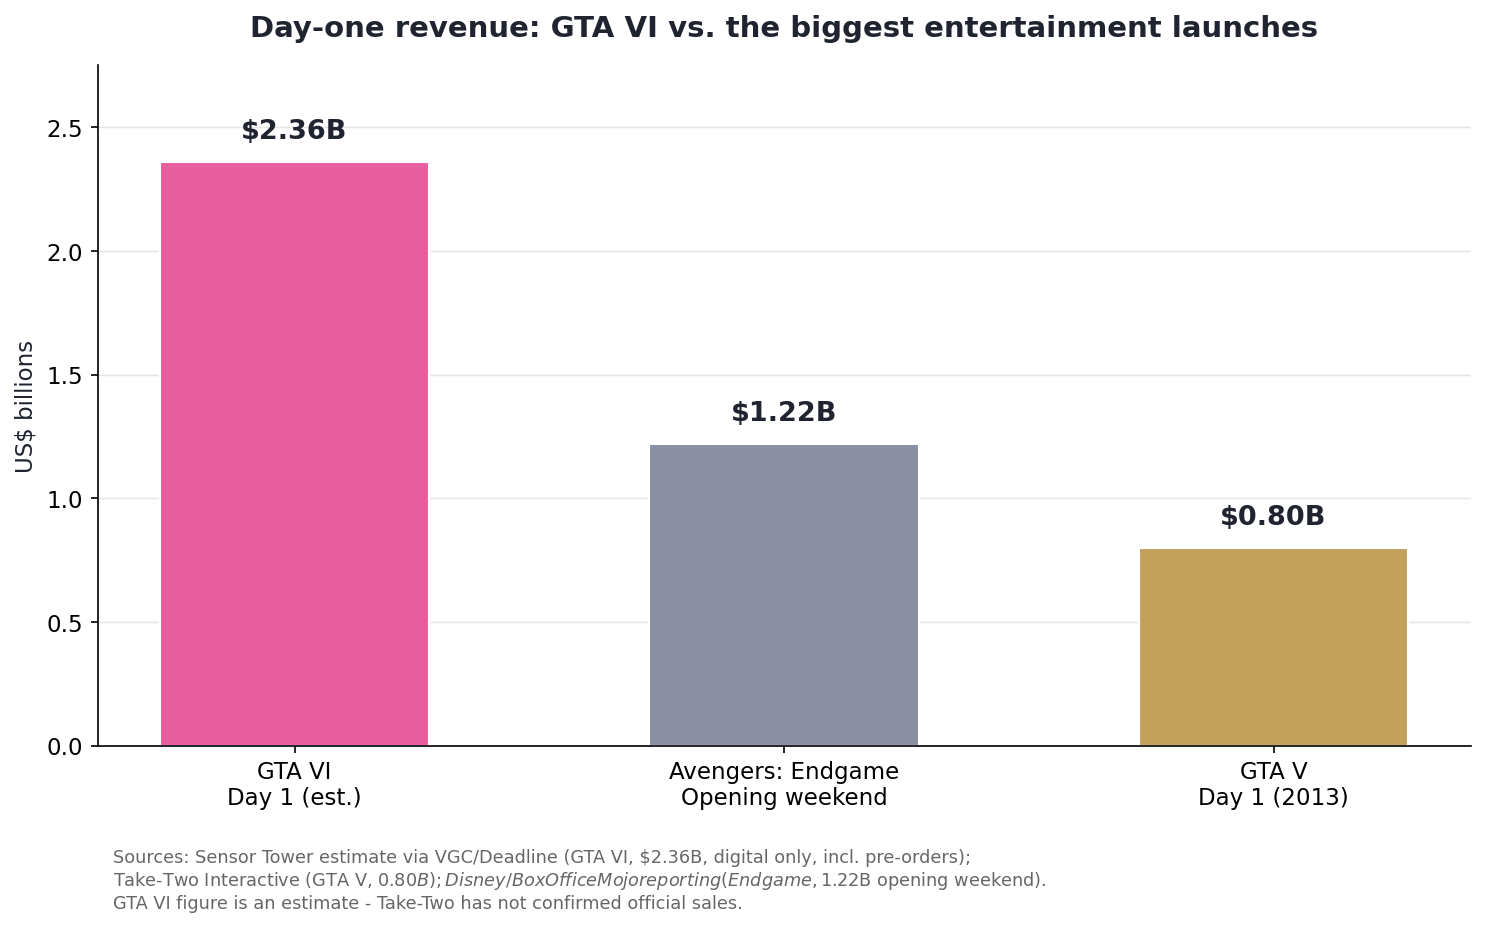 Day-one revenue: GTA VI vs. the biggest entertainment launches
US$ billions
2.5
2.0
1.5
1.0
0.5
0.0
$2.36B
$1.22B
$0.80B
GTA VI
Day 1 (est.)
Avengers: Endgame
Opening weekend
GTA V
Day 1 (2013)
Sources: Sensor Tower estimate via VGC/Deadline (GTA VI, $2.36B, digital only, incl. pre-orders);
Take-Two Interactive (GTA V, 0.80B);Disney/BoxOfficeMojoreporting(Endgame,1.22B opening weekend).
GTA VI figure is an estimate - Take-Two has not confirmed official sales.